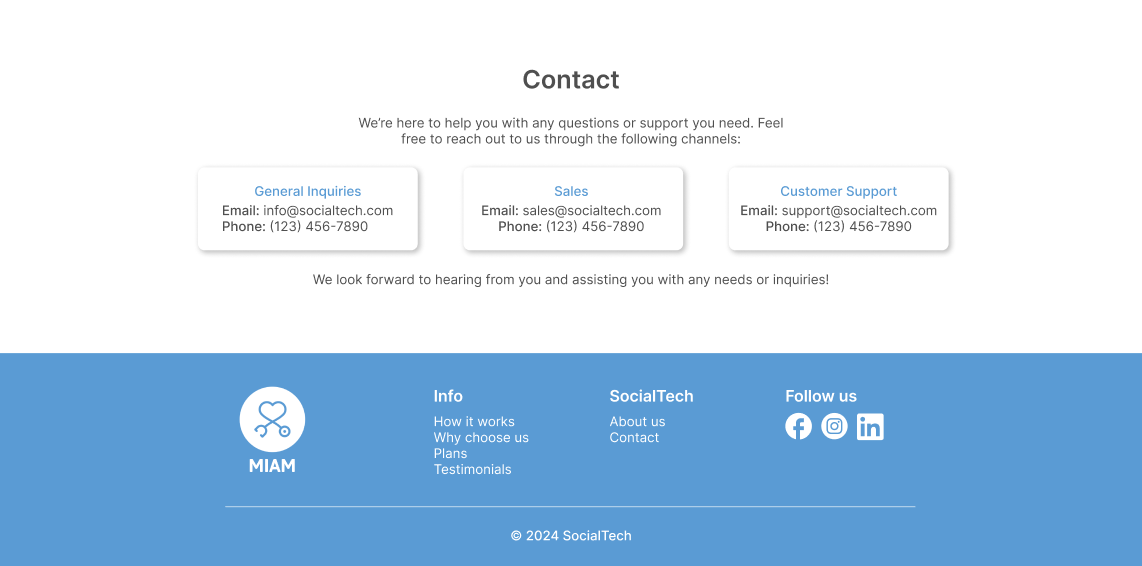 Contact
We’re here to help you with any questions or support you need. Feel
free to reach out to us through the following channels:
General Inquiries
Email: info@socialtech.com
Phone: (123) 456-7890
Sales
Email: sales@socialtech.com
Phone: (123) 456-7890
Customer Support
Email: support@socialtech.com
Phone: (123) 456-7890
We look forward to hearing from you and assisting you with any needs or inquiries!
MIAM
Info
How it works
Why choose us
Plans
Testimonials
SocialTech
About us
Contact
Follow us
© 2024 SocialTech